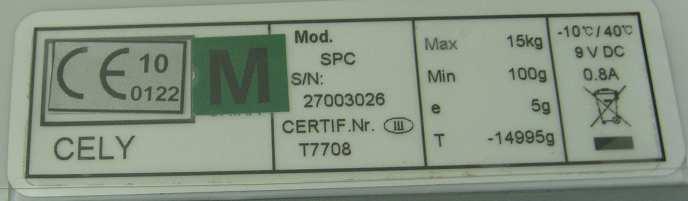 CE 10
0122
M
CELY
Mod.
SPC
S/N:
27003026
CERTIF.Nr. III
T7708
Max 15kg
Min 100g
e 5g
T -14995g
-10°C / 40°C
9 V DC
0.8A